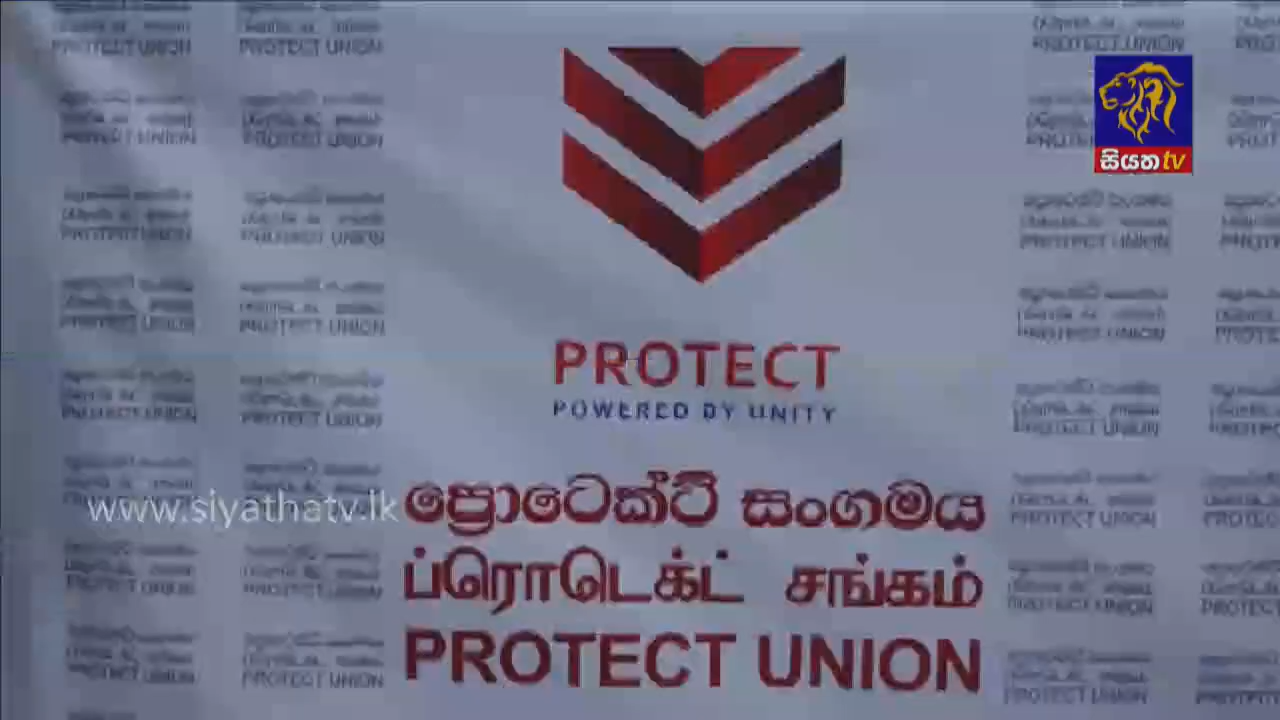 සියත tv
PROTECT
POWERED BY UNITY
www.siyathatv.lk
ප්‍රොටෙක්ට් සංගමය
ப்ரொடெக்ட் சங்கம்
PROTECT UNION